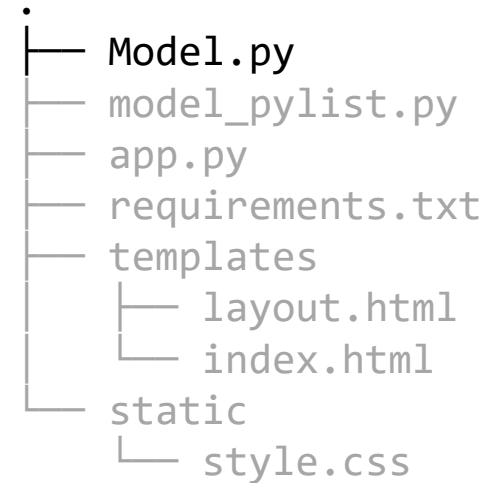 .
├── Model.py
├── model_pylist.py
├── app.py
├── requirements.txt
├── templates
│   ├── layout.html
│   └── index.html
└── static
    └── style.css